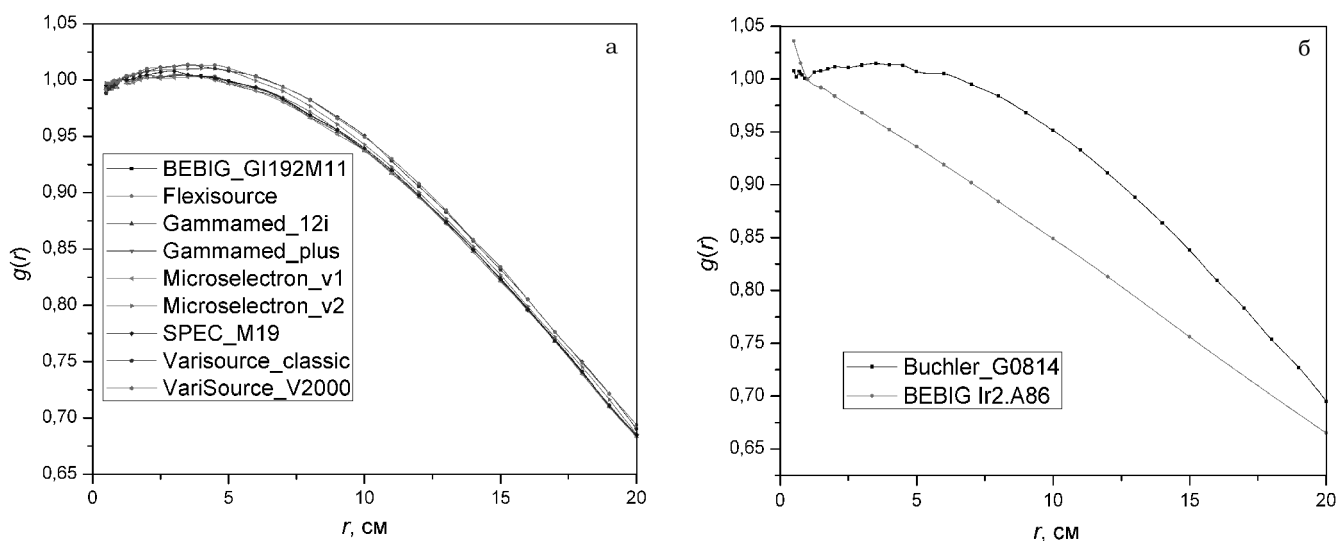 а
1,05
1,00
0,95
0,90
0,85
0,80
0,75
0,70
0,65
g(r)
BEBIG_GI192M11
Flexisource
Gammamed_12i
Gammamed_plus
Microselectron_v1
Microselectron_v2
SPEC_M19
Varisource_classic
VariSource_V2000
0 5 10 15 20
r, см
б
1,05
1,00
0,95
0,90
0,85
0,80
0,75
0,70
0,65
g(r)
Buchler_G0814
BEBIG Ir2.A86
0 5 10 15 20
r, см